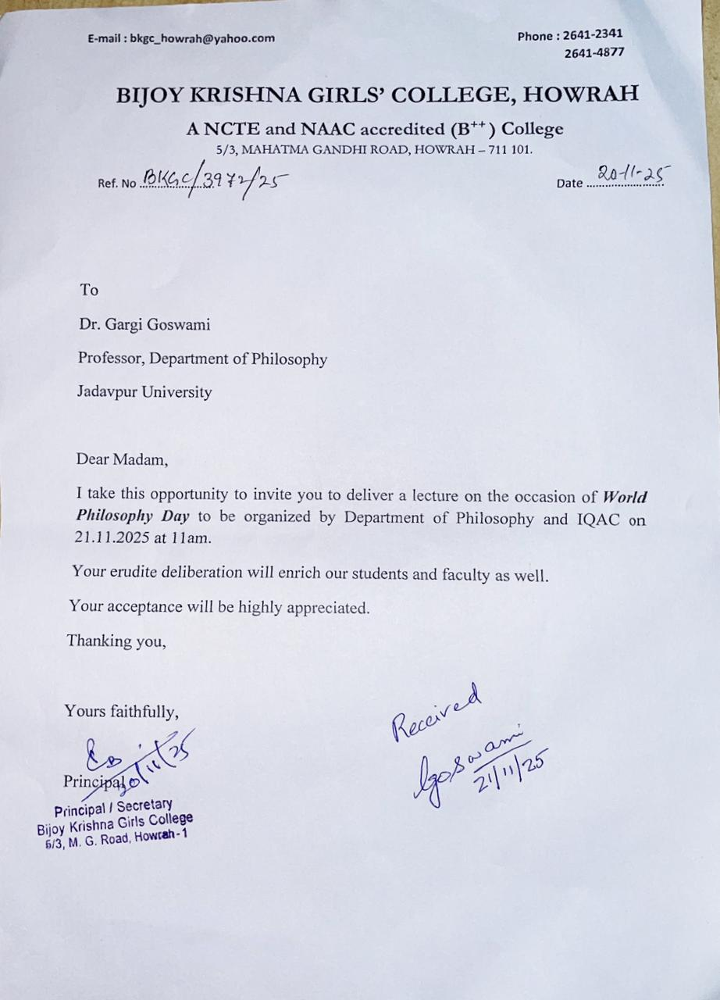 E-mail : bkgc_howrah@yahoo.com
Phone : 2641-2341
2641-4877
BIJOY KRISHNA GIRLS' COLLEGE, HOWRAH
A NCTE and NAAC accredited (B++) College
5/3, MAHATMA GANDHI ROAD, HOWRAH – 711 101.
Ref. No BKGC/3972/25
Date 20-11-25
To
Dr. Gargi Goswami
Professor, Department of Philosophy
Jadavpur University
Dear Madam,
I take this opportunity to invite you to deliver a lecture on the occasion of World
Philosophy Day to be organized by Department of Philosophy and IQAC on
21.11.2025 at 11am.
Your erudite deliberation will enrich our students and faculty as well.
Your acceptance will be highly appreciated.
Thanking you,
Yours faithfully,
20/11/25
Principal
Principal / Secretary
Bijoy Krishna Girls College
5/3, M. G. Road, Howrah-1
Received
Goswami
21/11/25